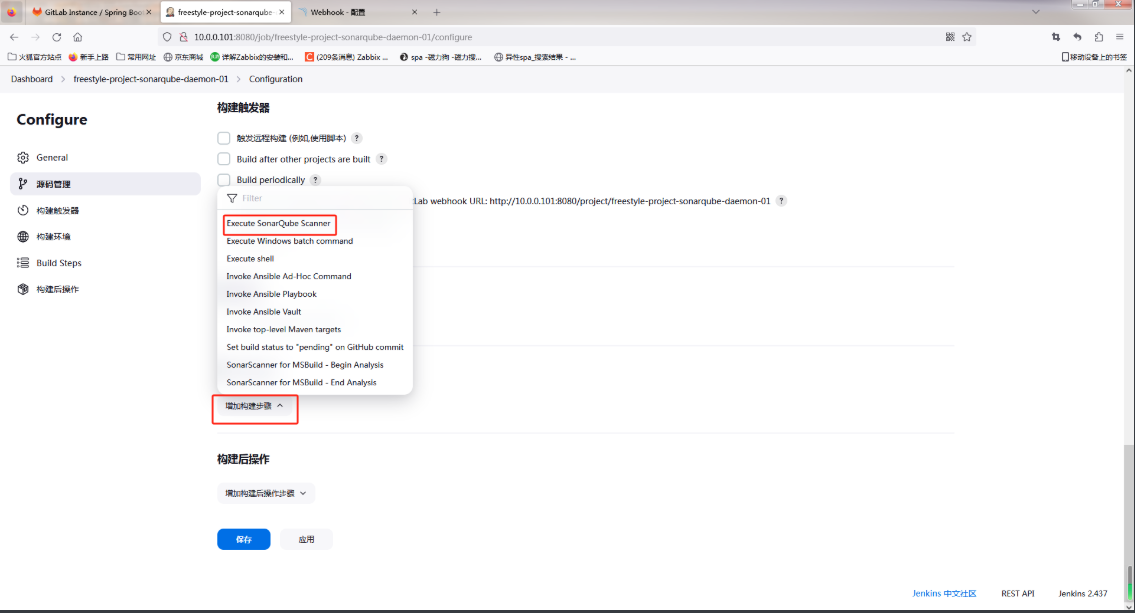 GitLab Instance / Spring Boo
freestyle-project-sonarqube-
Webhook - 配置
10.0.0.101:8080/job/freestyle-project-sonarqube-daemon-01/configure
火狐官方站点 新手上路 常用网址 京东商城 详解Zabbix的安装和... (209条消息) Zabbix ... spa -磁力狗 -磁力搜... 异性spa_搜索结果 - ... 移动设备上的书签
Dashboard > freestyle-project-sonarqube-daemon-01 > Configuration
Configure
General
源码管理
构建触发器
构建环境
Build Steps
构建后操作
构建触发器
触发远程构建 (例如,使用脚本) ?
Build after other projects are built ?
Build periodically ?
Lab webhook URL: http://10.0.0.101:8080/project/freestyle-project-sonarqube-daemon-01 ?
Filter
Execute SonarQube Scanner
Execute Windows batch command
Execute shell
Invoke Ansible Ad-Hoc Command
Invoke Ansible Playbook
Invoke Ansible Vault
Invoke top-level Maven targets
Set build status to "pending" on GitHub commit
SonarScanner for MSBuild - Begin Analysis
SonarScanner for MSBuild - End Analysis
增加构建步骤
构建后操作
增加构建后操作步骤
保存
应用
Jenkins 中文社区 REST API Jenkins 2.437